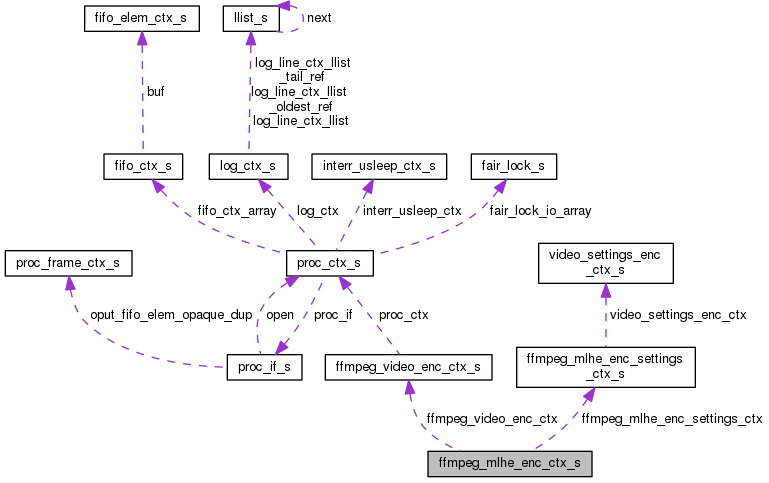 fifo_elem_ctx_s
llist_s
next
log_line_ctx_llist
_tail_ref
log_line_ctx_llist
_oldest_ref
log_line_ctx_llist
buf
fifo_ctx_s
log_ctx_s
interr_usleep_ctx_s
fair_lock_s
fifo_ctx_array
log_ctx
interr_usleep_ctx
fair_lock_io_array
proc_frame_ctx_s
proc_ctx_s
video_settings_enc
_ctx_s
oput_fifo_elem_opaque_dup
open
proc_if
proc_ctx
video_settings_enc_ctx
proc_if_s
ffmpeg_video_enc_ctx_s
ffmpeg_mlhe_enc_settings
_ctx_s
ffmpeg_video_enc_ctx
ffmpeg_mlhe_enc_settings_ctx
ffmpeg_mlhe_enc_ctx_s